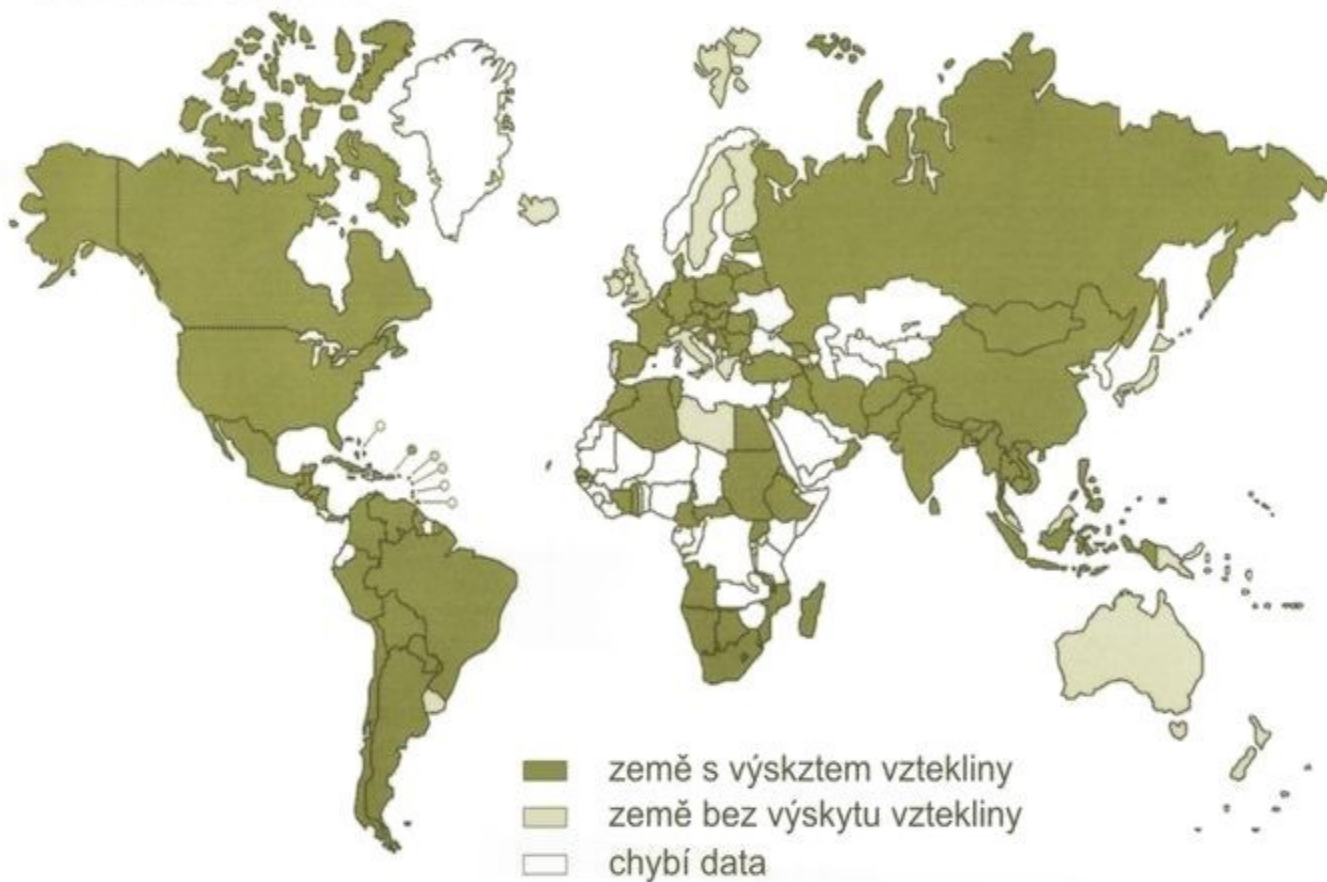 země s výskztem vztekliny
země bez výskytu vztekliny
chybí data